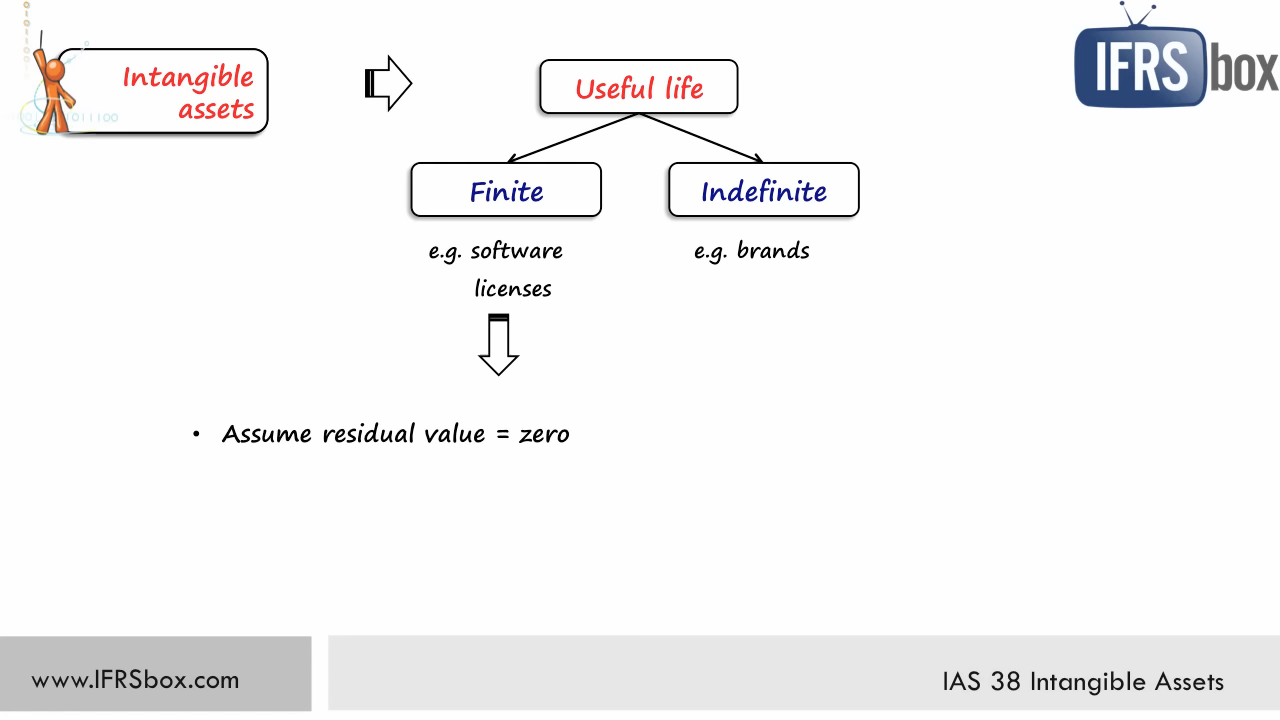 Intangible
assets
Useful life
IFRS box
Finite
Indefinite
e.g. software
licenses
e.g. brands
• Assume residual value = zero
www.IFRSbox.com
IAS 38 Intangible Assets